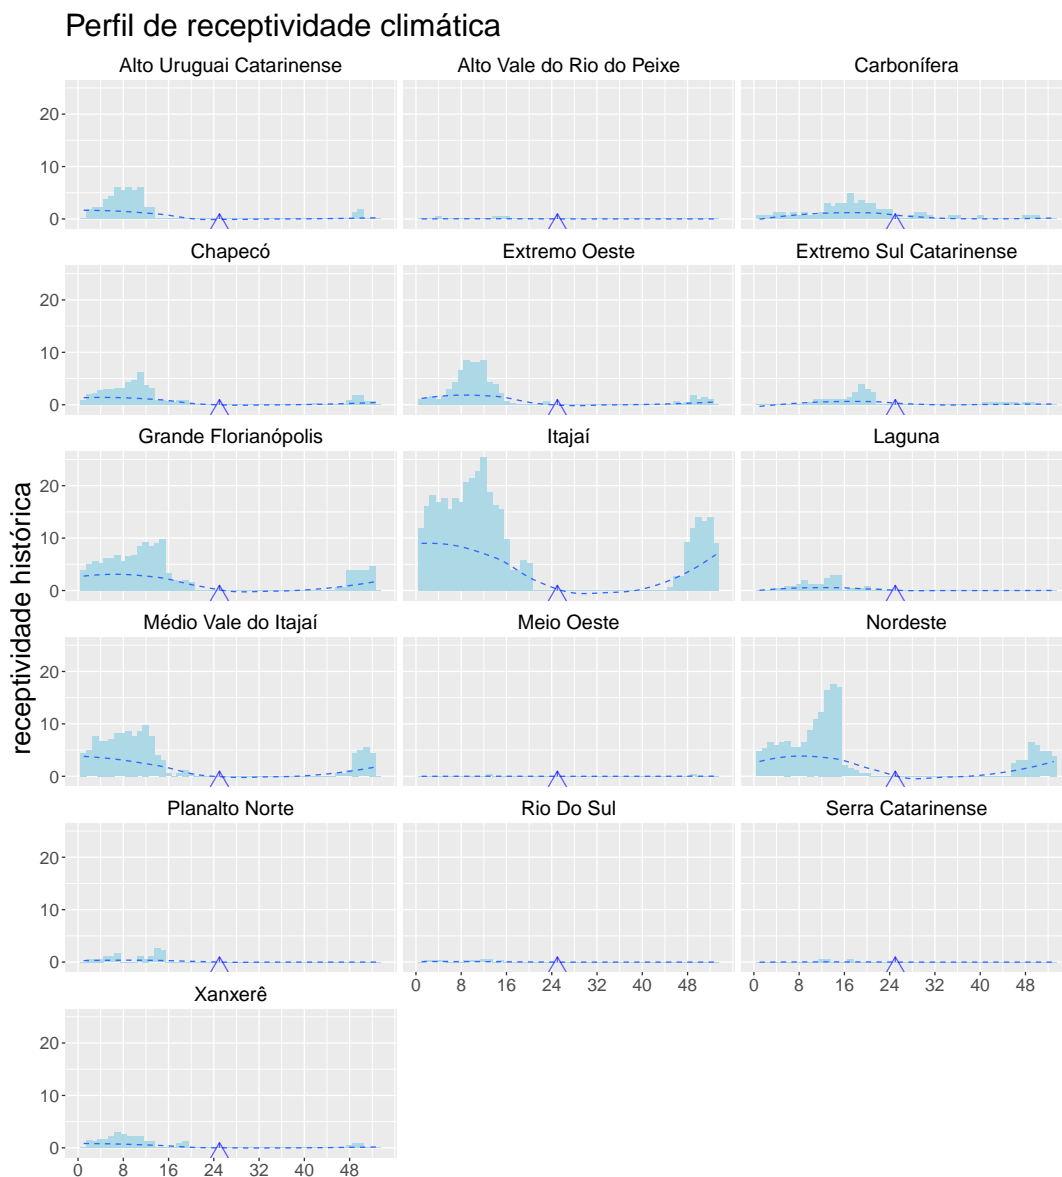 Perfil de receptividade climática
Alto Uruguai Catarinense
Alto Vale do Rio do Peixe
Carbonífera
20
10
0
Chapecó
Extremo Oeste
Extremo Sul Catarinense
20
10
0
Grande Florianópolis
Itajaí
Laguna
20
10
0
receptividade histórica
Médio Vale do Itajaí
Meio Oeste
Nordeste
20
10
0
Planalto Norte
Rio Do Sul
Serra Catarinense
20
10
0
0 8 16 24 32 40 48
0 8 16 24 32 40 48
Xanxerê
20
10
0
0 8 16 24 32 40 48